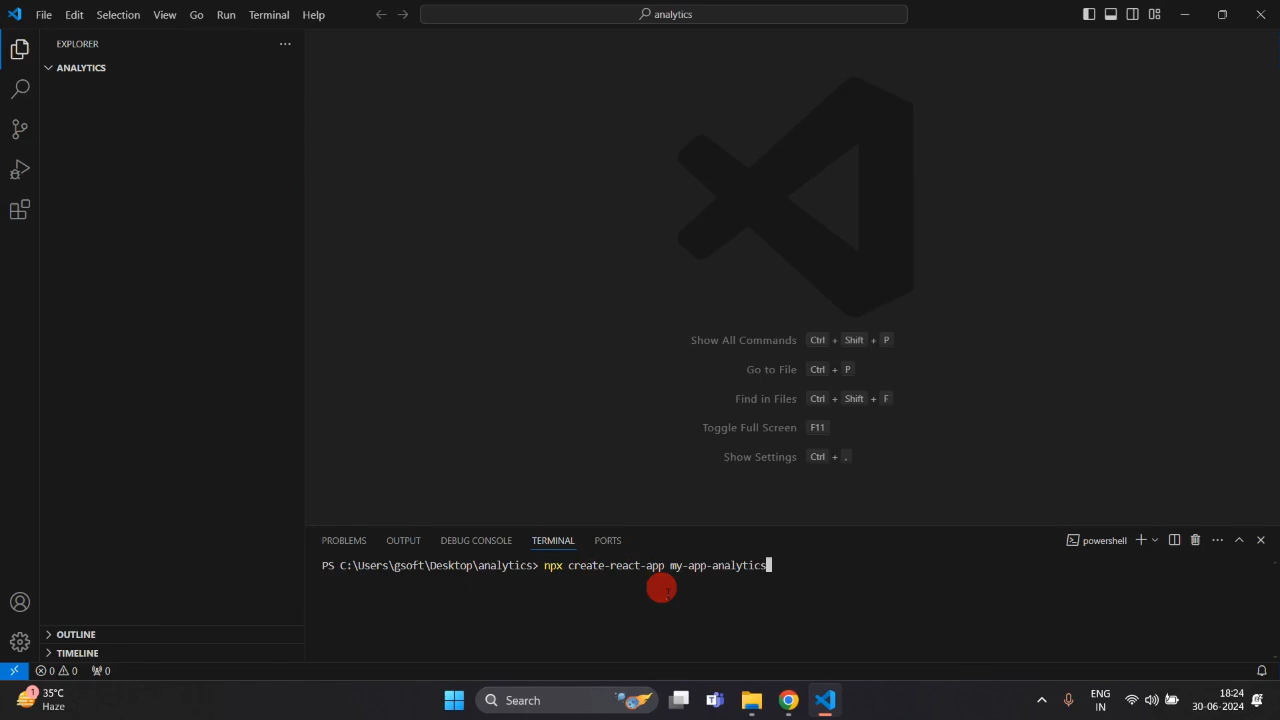 File Edit Selection View Go Run Terminal Help
analytics
EXPLORER
ANALYTICS
Show All Commands Ctrl + Shift + P
Go to File Ctrl + P
Find in Files Ctrl + Shift + F
Toggle Full Screen F11
Show Settings Ctrl + ,
PROBLEMS OUTPUT DEBUG CONSOLE TERMINAL PORTS
powershell
PS C:\Users\gsoft\Desktop\analytics> npx create-react-app my-app-analytics
OUTLINE
TIMELINE
0 0 0
1
35°C
Haze
Search
ENG
IN
18:24
30-06-2024